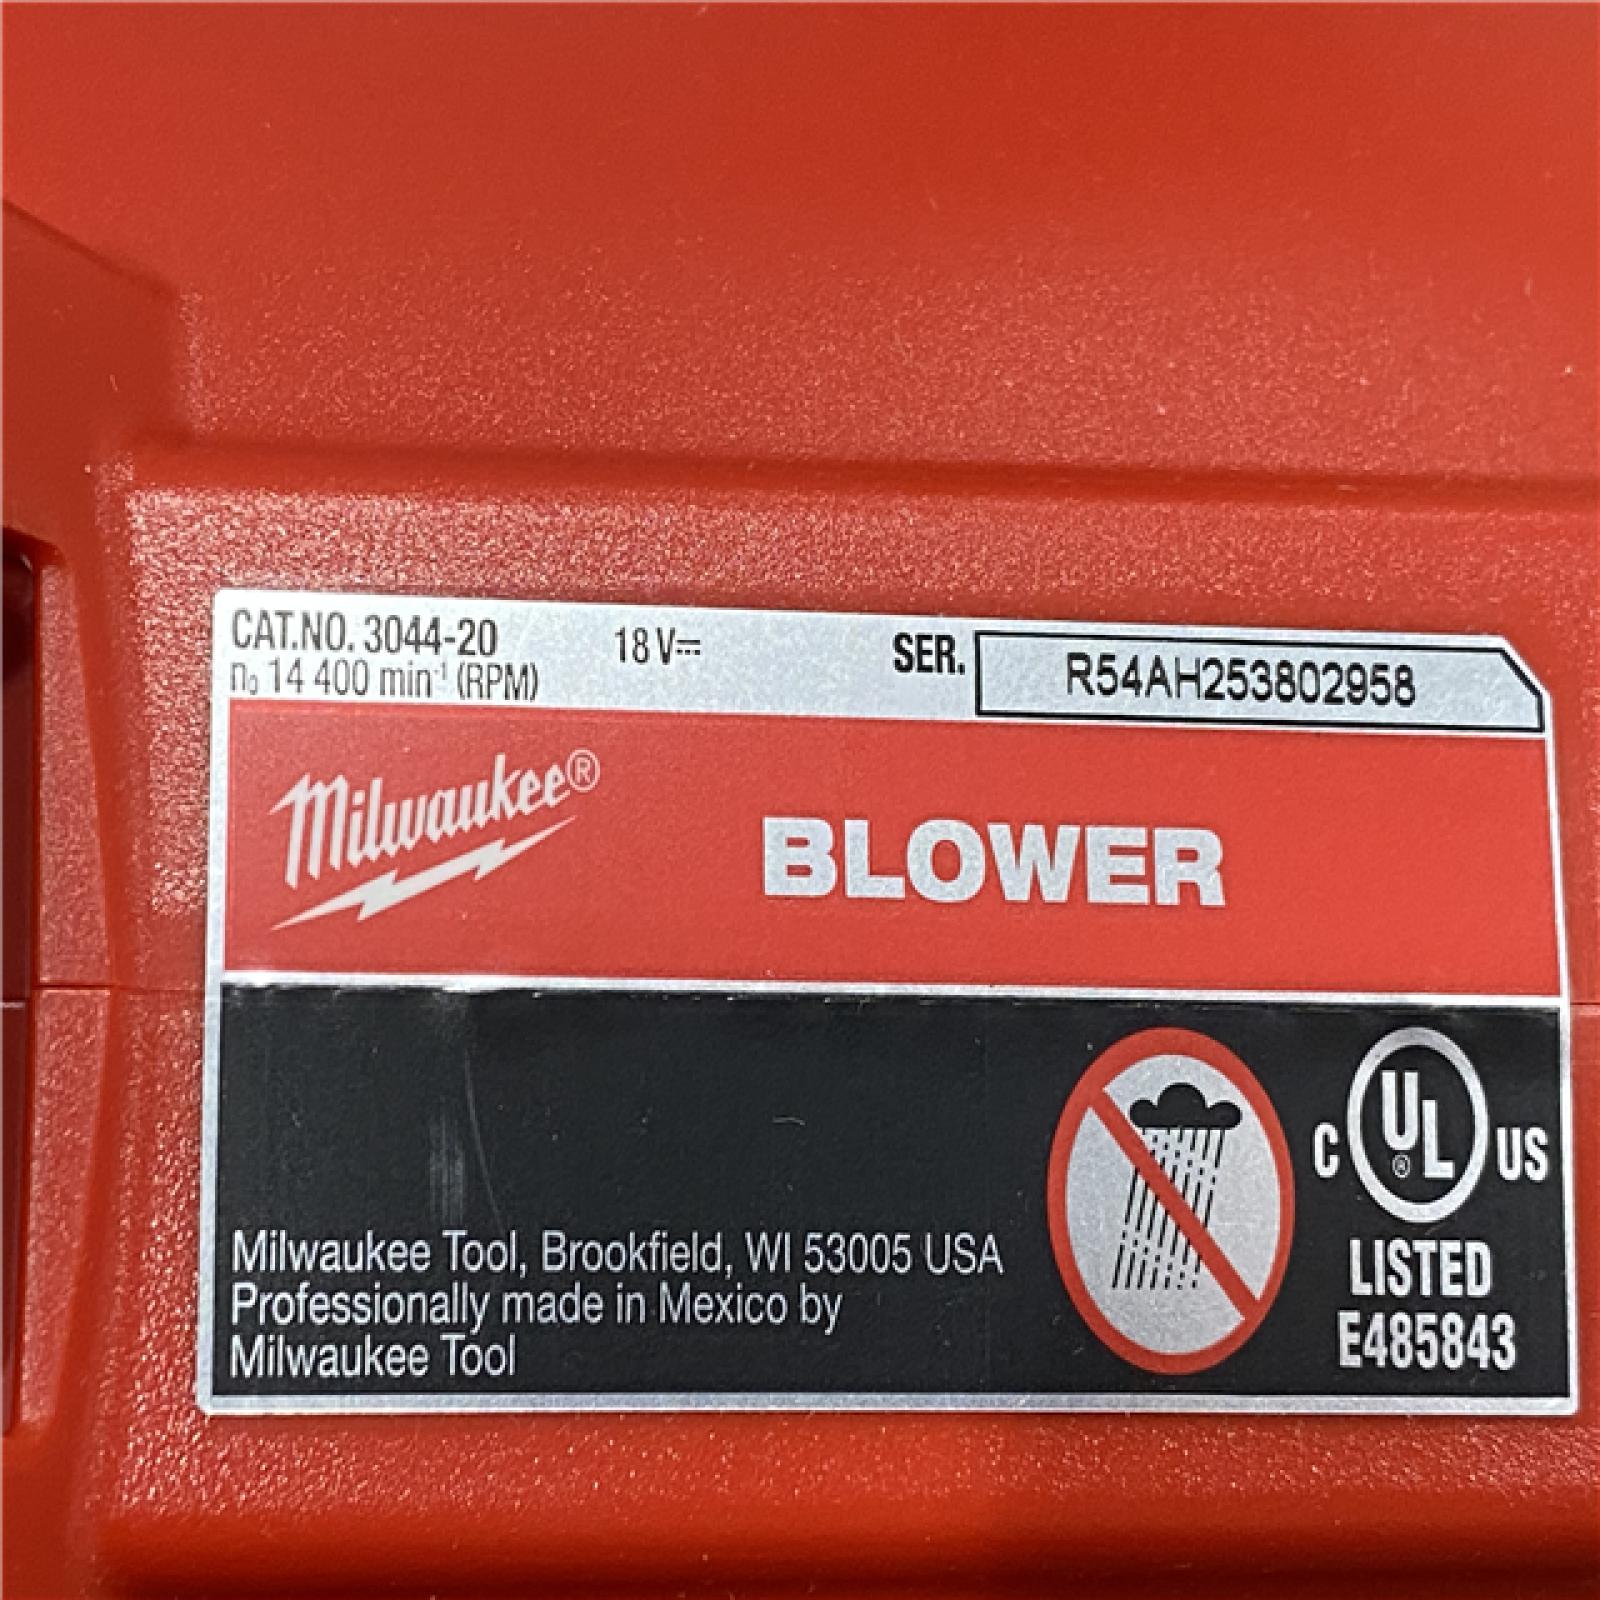 CAT.NO. 3044-20 18 V⎓ SER. R54AH253802958
n₀ 14 400 min⁻¹ (RPM)
Milwaukee®
BLOWER
C UL® US
LISTED
E485843
Milwaukee Tool, Brookfield, WI 53005 USA
Professionally made in Mexico by
Milwaukee Tool